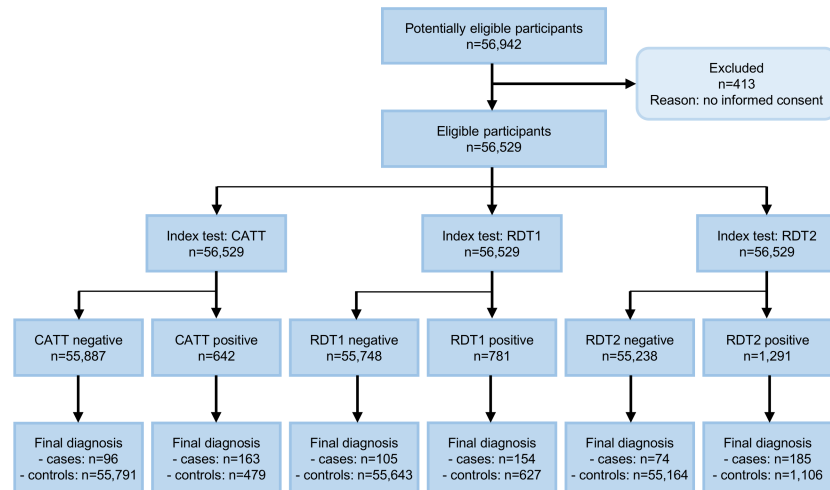 Potentially eligible participants
n=56,942
Excluded
n=413
Reason: no informed consent
Eligible participants
n=56,529
Index test: CATT
n=56,529
Index test: RDT1
n=56,529
Index test: RDT2
n=56,529
CATT negative
n=55,887
CATT positive
n=642
RDT1 negative
n=55,748
RDT1 positive
n=781
RDT2 negative
n=55,238
RDT2 positive
n=1,291
Final diagnosis
- cases: n=96
- controls: n=55,791
Final diagnosis
- cases: n=163
- controls: n=479
Final diagnosis
- cases: n=105
- controls: n=55,643
Final diagnosis
- cases: n=154
- controls: n=627
Final diagnosis
- cases: n=74
- controls: n=55,164
Final diagnosis
- cases: n=185
- controls: n=1,106